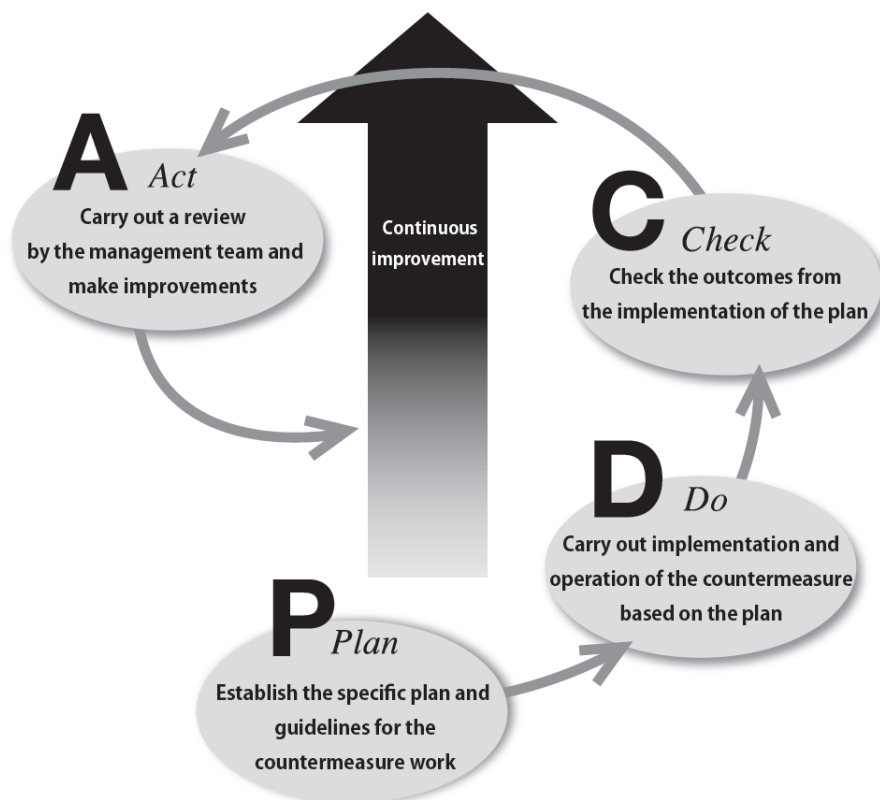 A Act
Carry out a review
by the management team and
make improvements
Continuous
improvement
C Check
Check the outcomes from
the implementation of the plan
D Do
Carry out implementation and
operation of the countermeasure
based on the plan
P Plan
Establish the specific plan and
guidelines for the
countermeasure work